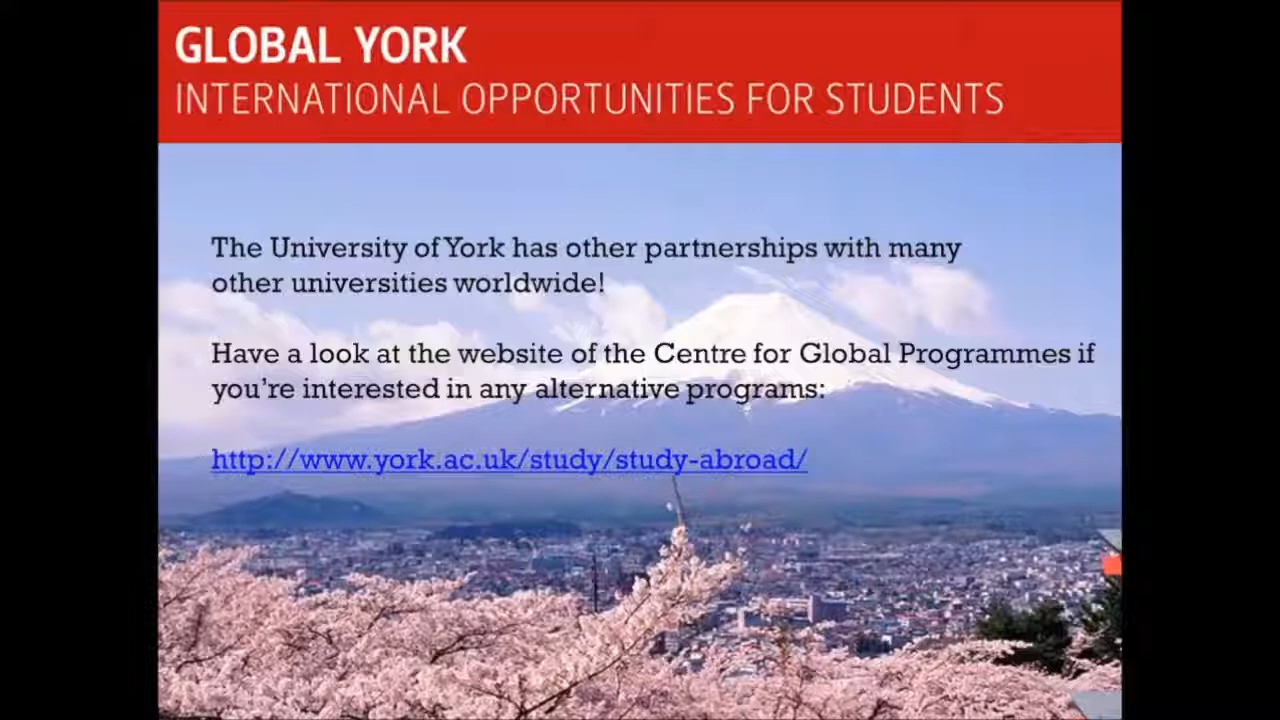 GLOBAL YORK
INTERNATIONAL OPPORTUNITIES FOR STUDENTS
The University of York has other partnerships with many
other universities worldwide!
Have a look at the website of the Centre for Global Programmes if
you're interested in any alternative programs:
http://www.york.ac.uk/study/study-abroad/